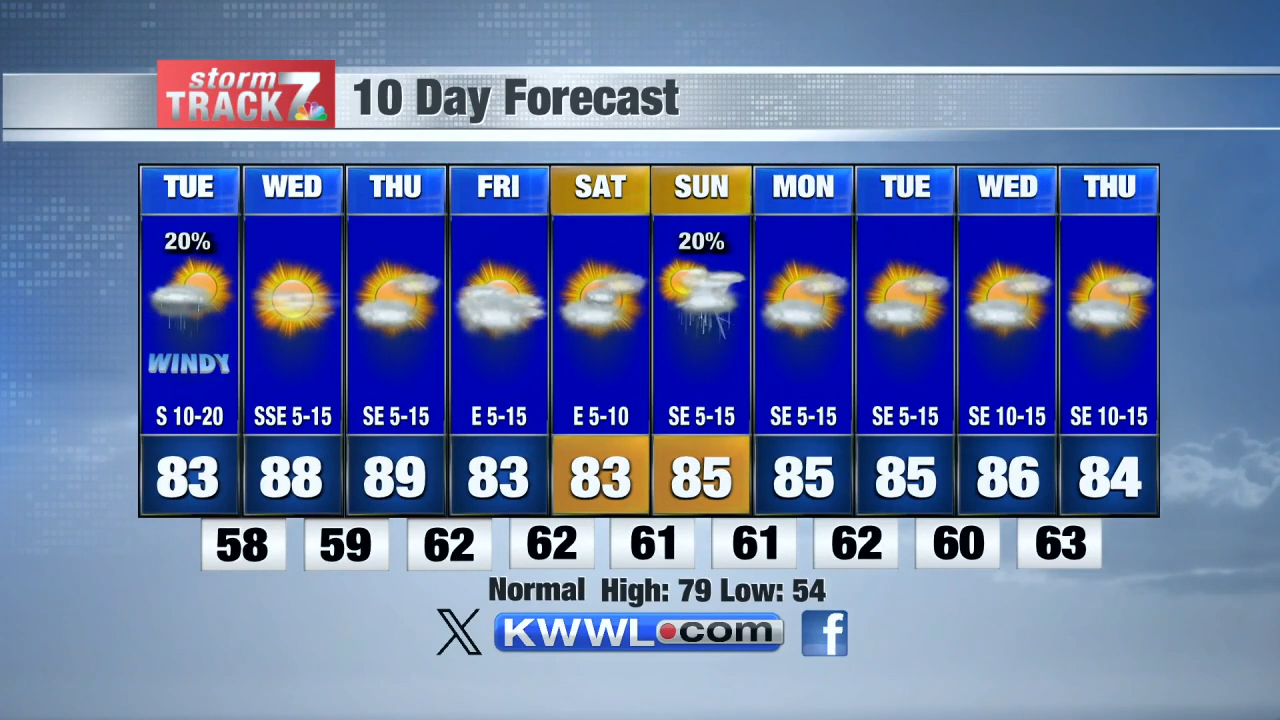 storm
TRACK 7
10 Day Forecast
TUE WED THU FRI SAT SUN MON TUE WED THU
20% 20%
WINDY
S 10-20 SSE 5-15 SE 5-15 E 5-15 E 5-10 SE 5-15 SE 5-15 SE 5-15 SE 10-15 SE 10-15
83 88 89 83 83 85 85 85 86 84
58 59 62 62 61 61 62 60 63
Normal High: 79 Low: 54
X KWWL.com f